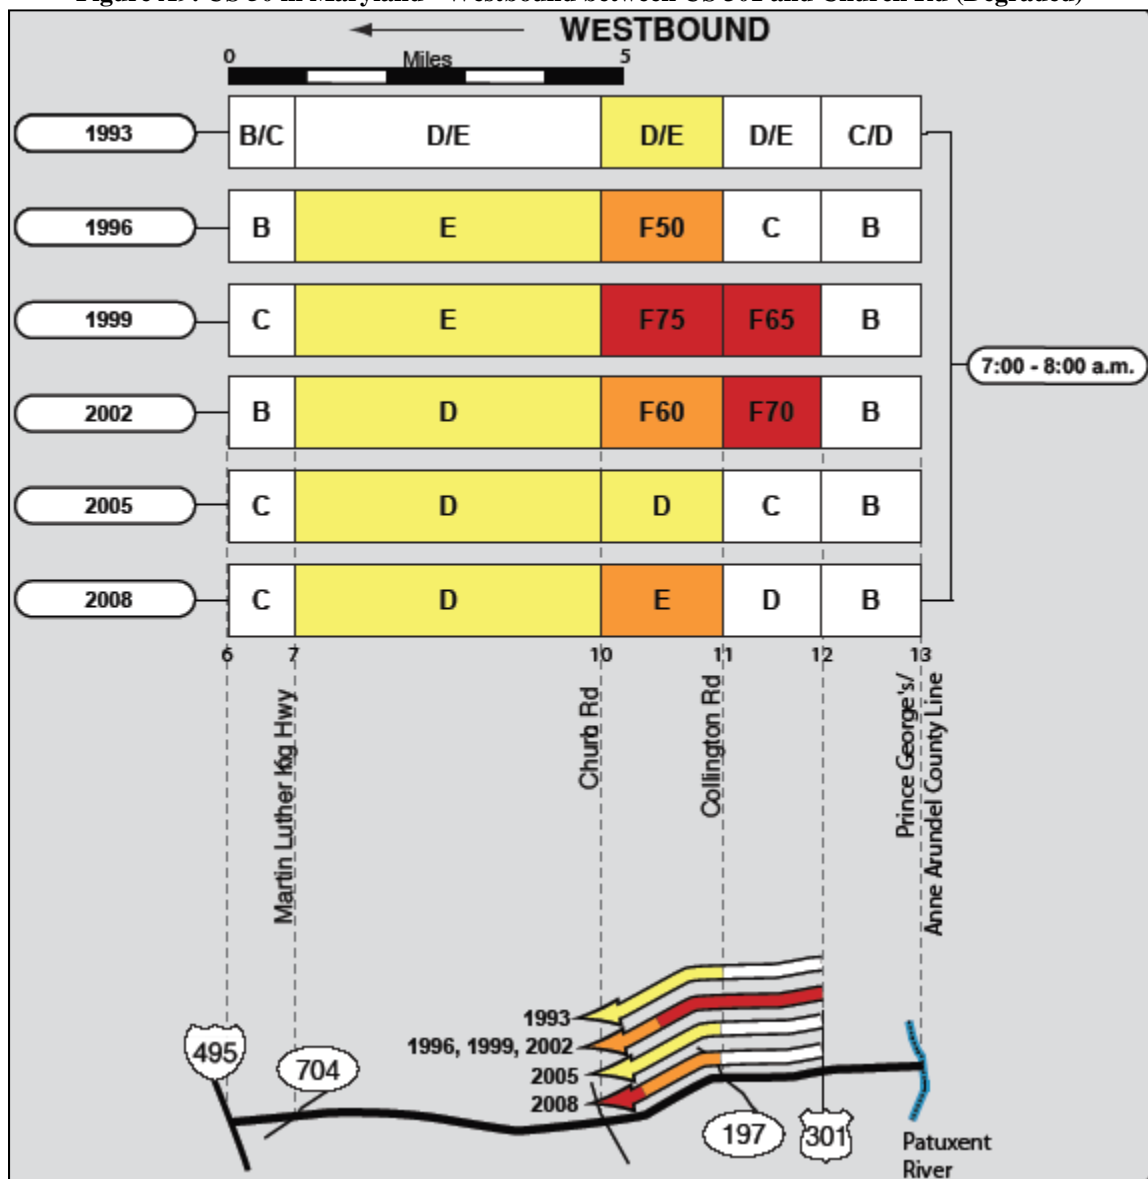 WESTBOUND
0 Miles 5
1993 B/C D/E D/E D/E C/D
1996 B E F50 C B
1999 C E F75 F65 B
7:00 - 8:00 a.m.
2002 B D F60 F70 B
2005 C D D C B
2008 C D E D B
6 7 10 11 12 13
Martin Luther Kg Hwy
Churb Rd
Collington Rd
Prince George's/
Anne Arundel County Line
1993
1996, 1999, 2002
2005
2008
495
704
197
301
Patuxent
River